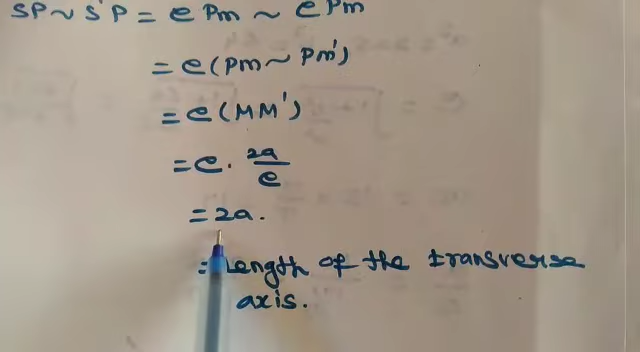 SP ~ S'P = e Pm ~ e Pm
= e (Pm ~ Pm')
= e (MM')
= e . 2a/e
= 2a.
= Length of the transverse
axis.